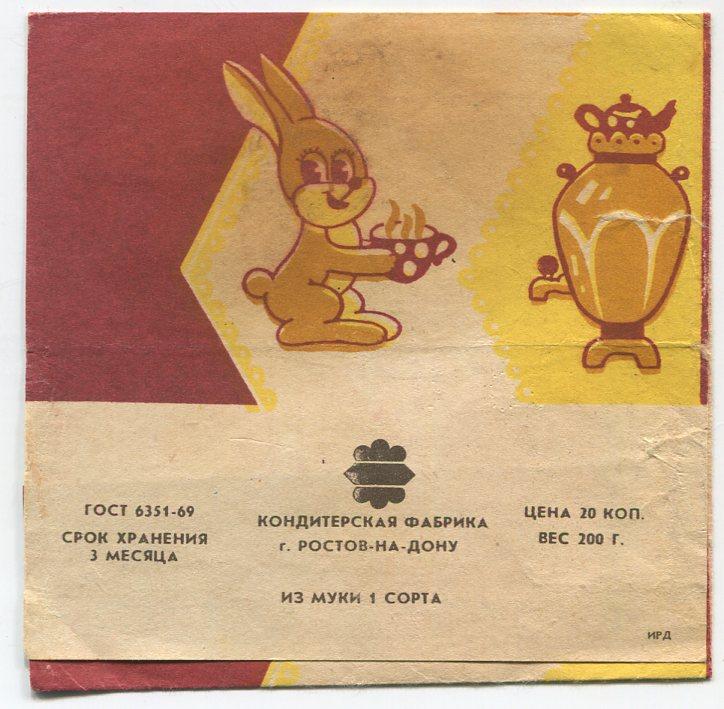 ГОСТ 6351-69
СРОК ХРАНЕНИЯ
3 МЕСЯЦА
КОНДИТЕРСКАЯ ФАБРИКА
г. РОСТОВ-НА-ДОНУ
ИЗ МУКИ 1 СОРТА
ЦЕНА 20 КОП.
ВЕС 200 Г.
ИРД